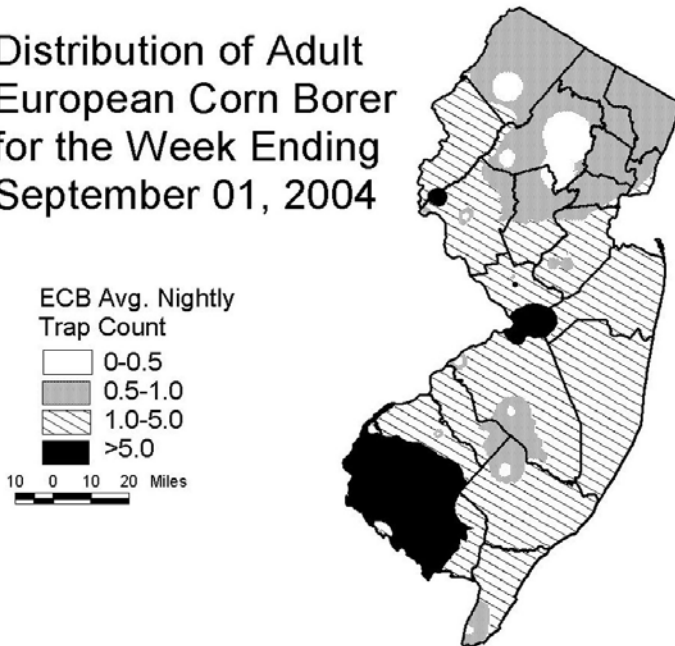 Distribution of Adult
European Corn Borer
for the Week Ending
September 01, 2004
ECB Avg. Nightly
Trap Count
0-0.5
0.5-1.0
1.0-5.0
>5.0
10 0 10 20 Miles